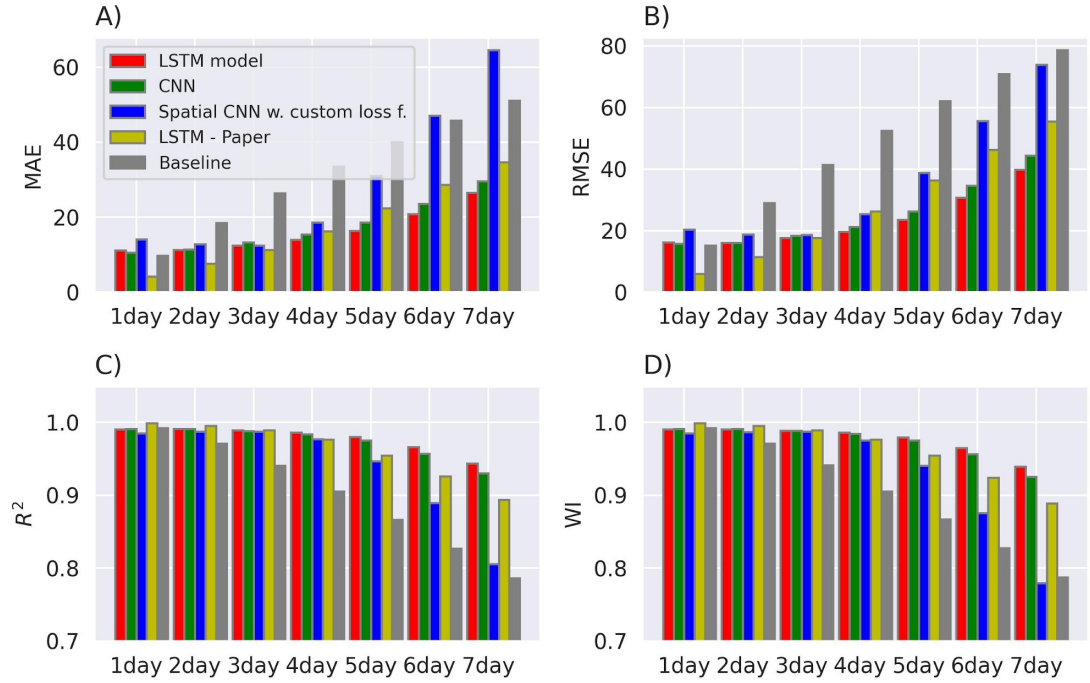 A)
MAE
60
40
20
0
LSTM model
CNN
Spatial CNN w. custom loss f.
LSTM - Paper
Baseline
1day 2day 3day 4day 5day 6day 7day
B)
RMSE
80
60
40
20
0
1day 2day 3day 4day 5day 6day 7day
C)
R²
1.0
0.9
0.8
0.7
1day 2day 3day 4day 5day 6day 7day
D)
WI
1.0
0.9
0.8
0.7
1day 2day 3day 4day 5day 6day 7day